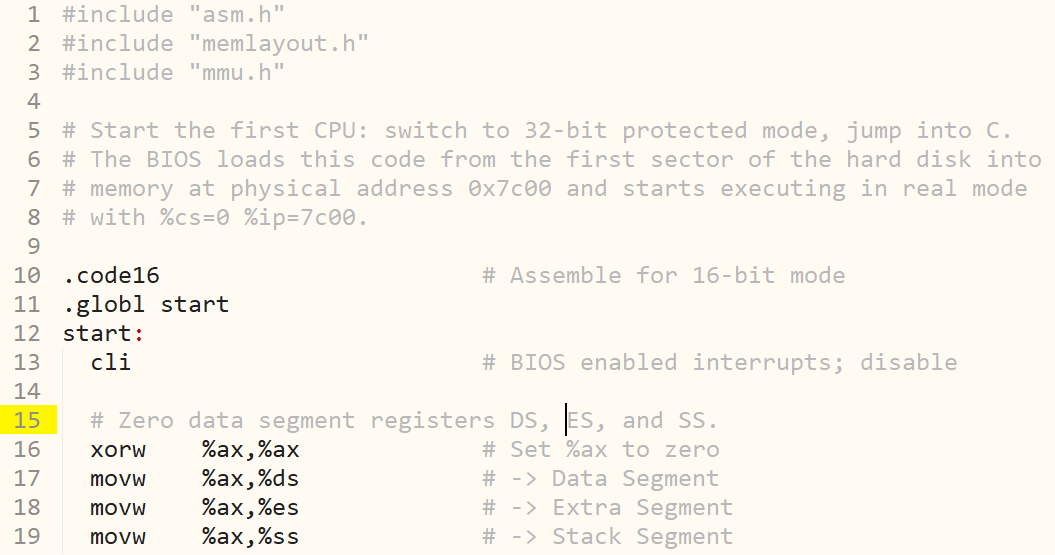 1 #include "asm.h"
2 #include "memlayout.h"
3 #include "mmu.h"
4
5 # Start the first CPU: switch to 32-bit protected mode, jump into C.
6 # The BIOS loads this code from the first sector of the hard disk into
7 # memory at physical address 0x7c00 and starts executing in real mode
8 # with %cs=0 %ip=7c00.
9
10 .code16                       # Assemble for 16-bit mode
11 .globl start
12 start:
13   cli                         # BIOS enabled interrupts; disable
14
15   # Zero data segment registers DS, ES, and SS.
16   xorw    %ax,%ax             # Set %ax to zero
17   movw    %ax,%ds             # -> Data Segment
18   movw    %ax,%es             # -> Extra Segment
19   movw    %ax,%ss             # -> Stack Segment